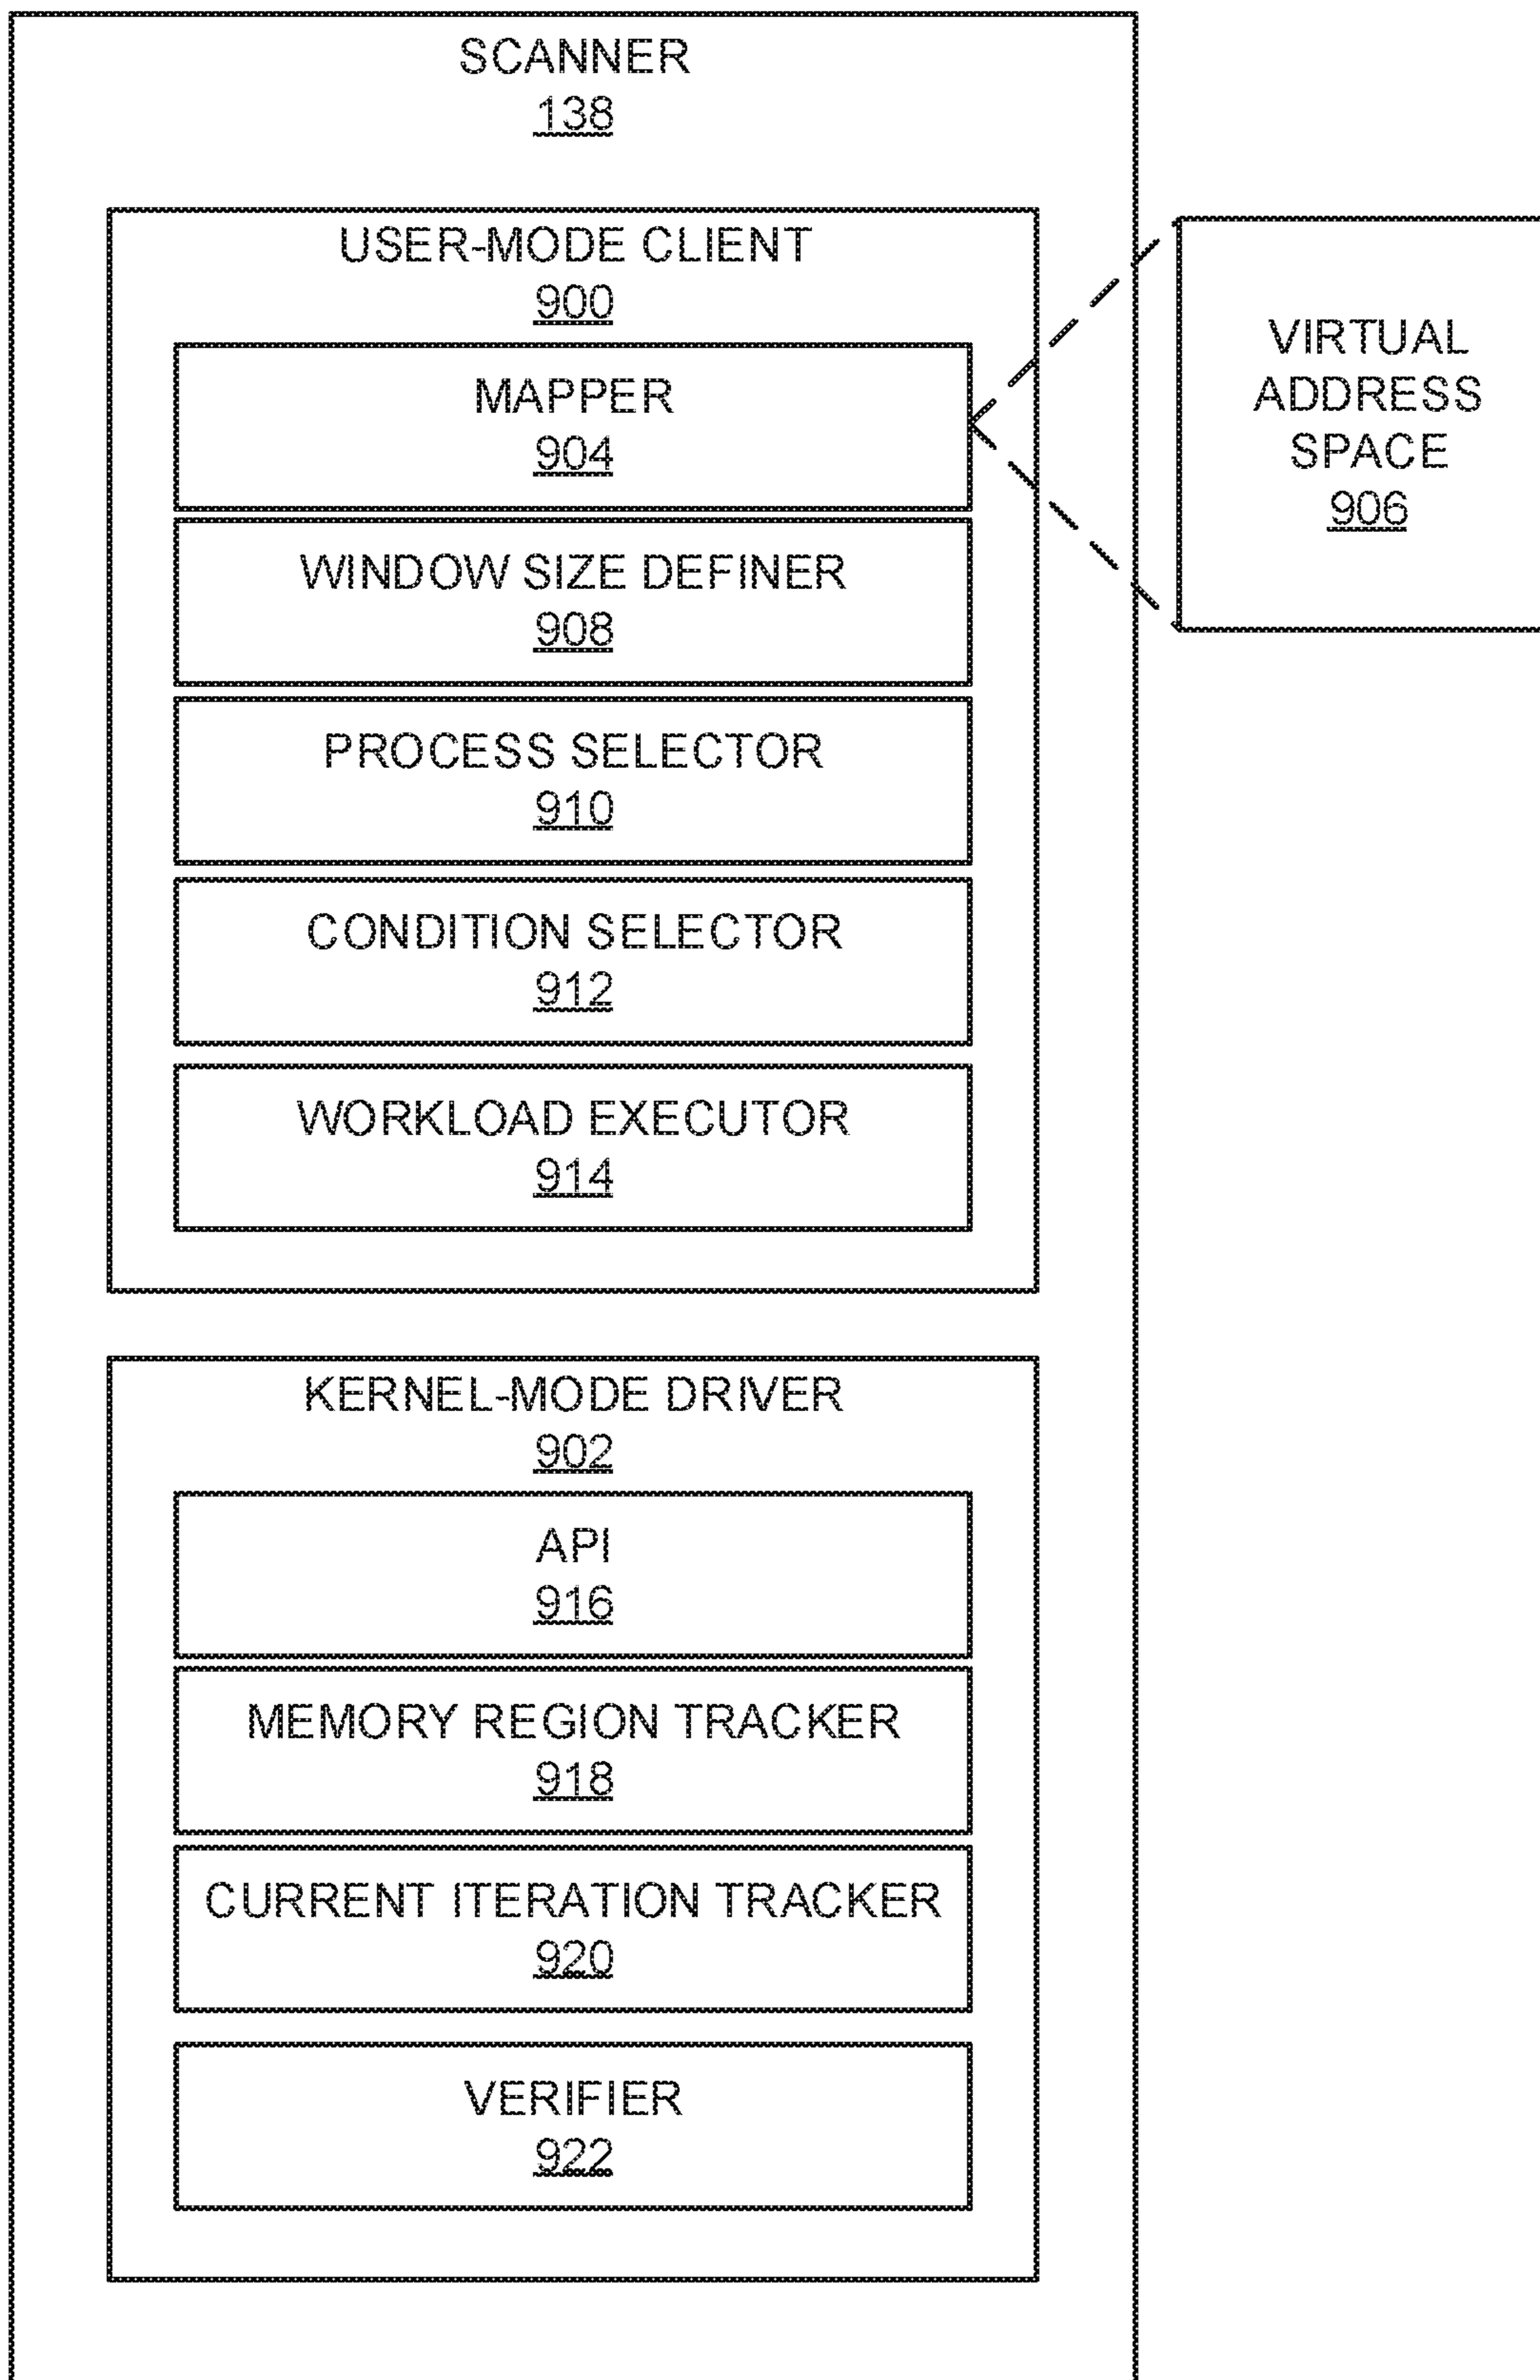 SCANNER
138
USER-MODE CLIENT
900
MAPPER
904
VIRTUAL
ADDRESS
SPACE
906
WINDOW SIZE DEFINER
908
PROCESS SELECTOR
910
CONDITION SELECTOR
912
WORKLOAD EXECUTOR
914
KERNEL-MODE DRIVER
902
API
916
MEMORY REGION TRACKER
918
CURRENT ITERATION TRACKER
920
VERIFIER
922